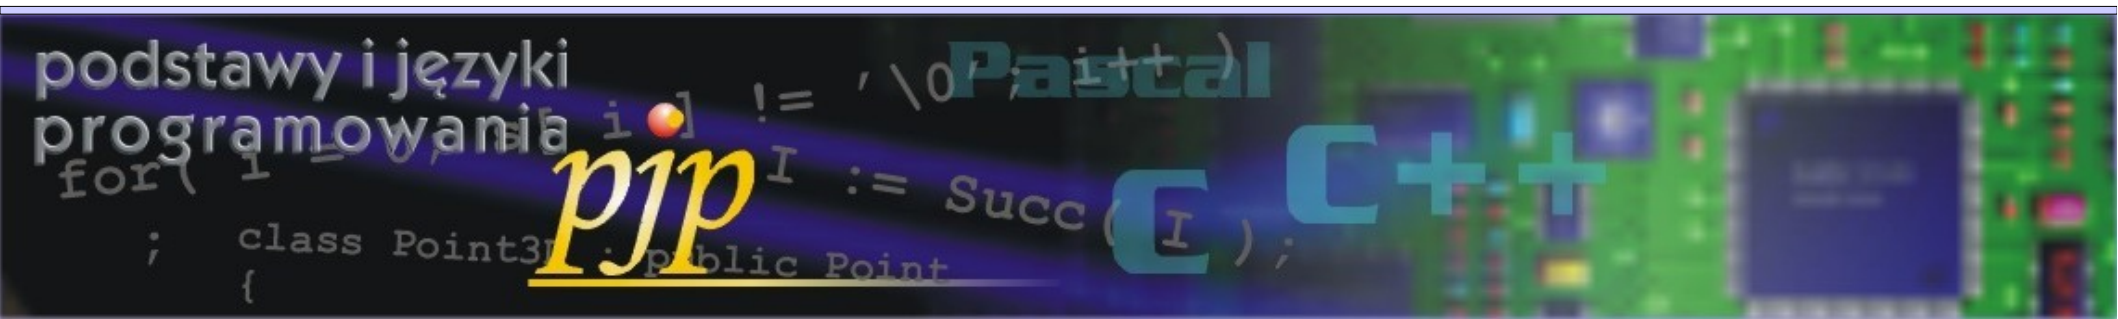 podstawy i języki
programowania
pjp
Pascal
C
C++
for( i = 0; s[ i ] != '\0'; i++ )
;
I := Succ( I );
class Point3D : public Point
{